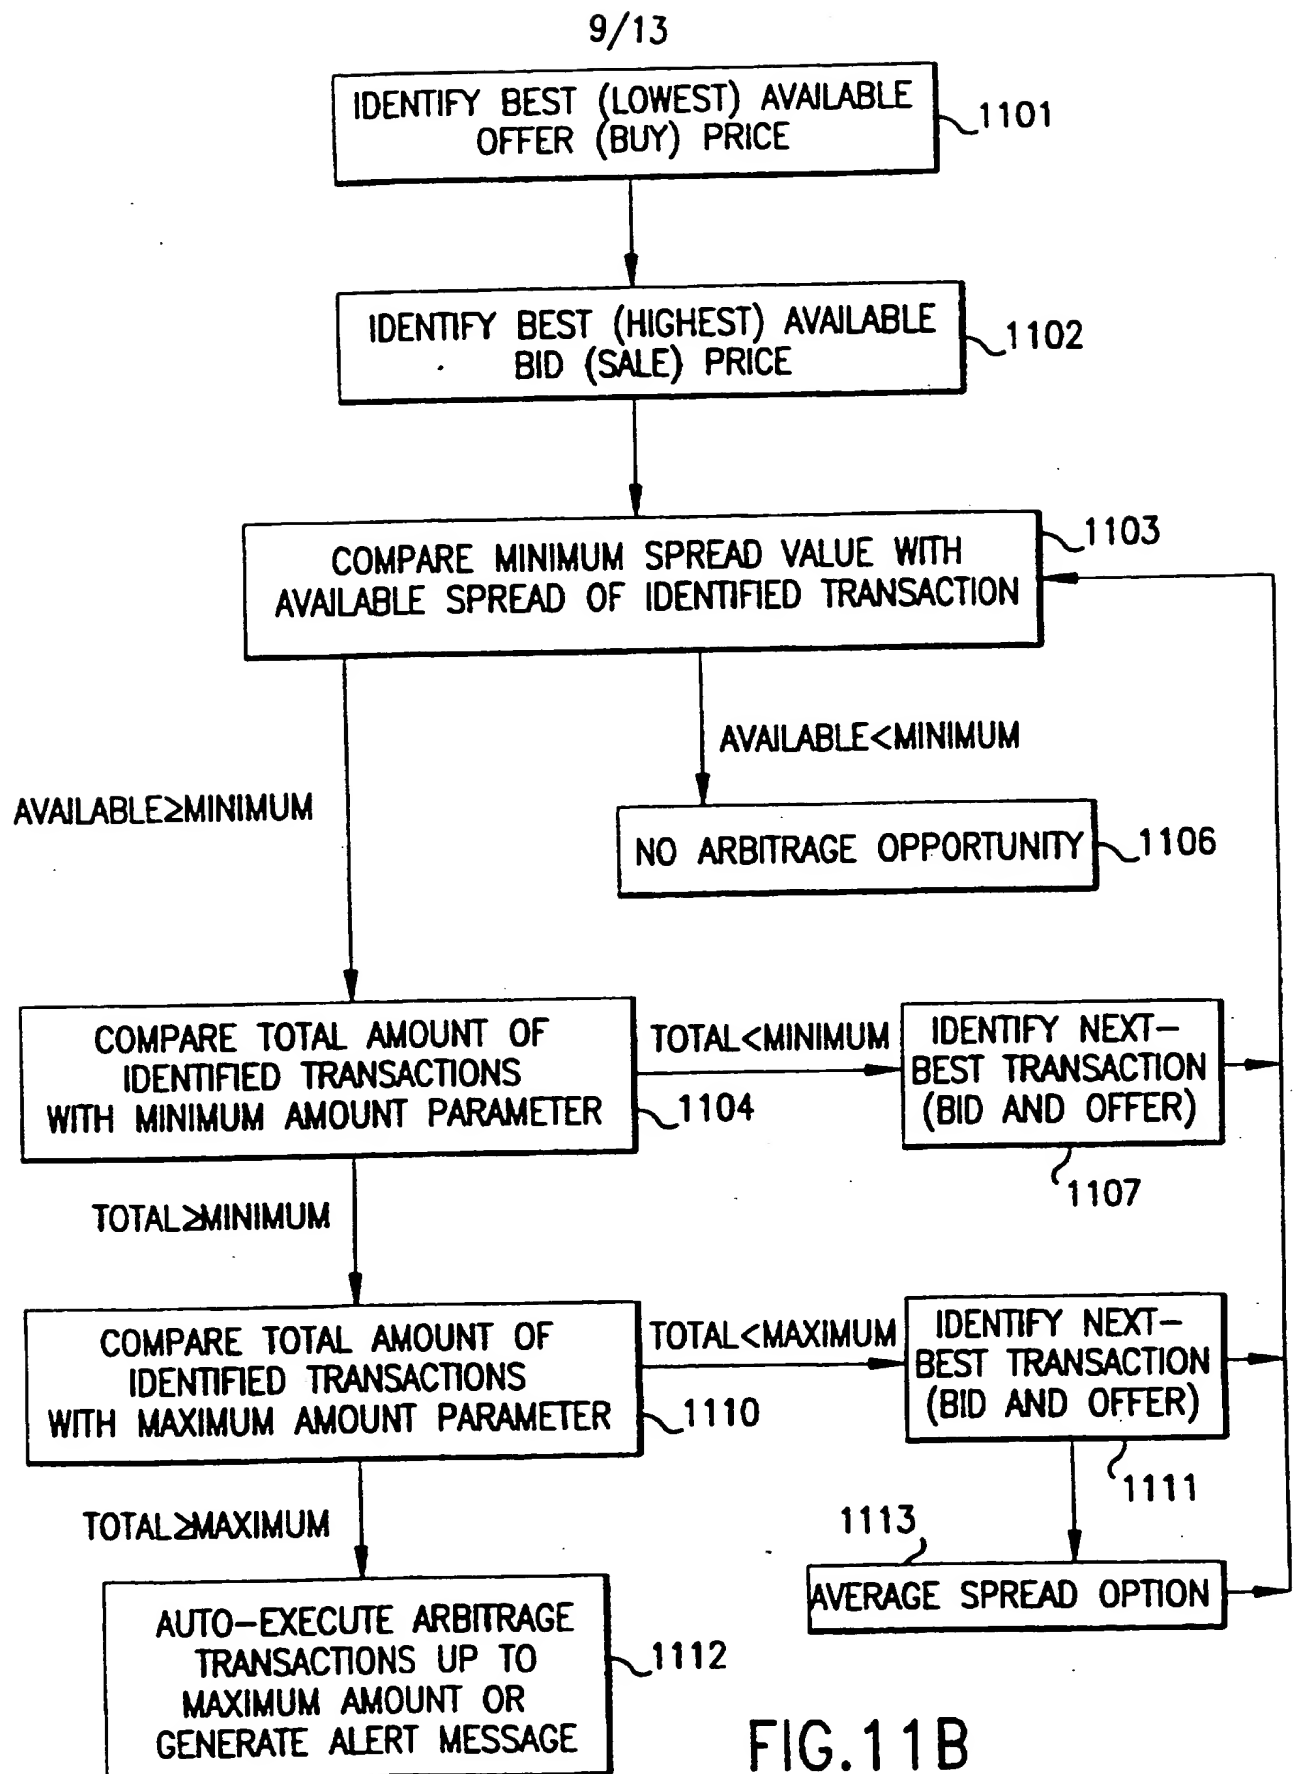 9/13
IDENTIFY BEST (LOWEST) AVAILABLE
OFFER (BUY) PRICE
1101
IDENTIFY BEST (HIGHEST) AVAILABLE
BID (SALE) PRICE
1102
COMPARE MINIMUM SPREAD VALUE WITH
AVAILABLE SPREAD OF IDENTIFIED TRANSACTION
1103
AVAILABLE<MINIMUM
AVAILABLE≥MINIMUM
NO ARBITRAGE OPPORTUNITY
1106
COMPARE TOTAL AMOUNT OF
IDENTIFIED TRANSACTIONS
WITH MINIMUM AMOUNT PARAMETER
1104
TOTAL<MINIMUM
IDENTIFY NEXT-
BEST TRANSACTION
(BID AND OFFER)
1107
TOTAL≥MINIMUM
COMPARE TOTAL AMOUNT OF
IDENTIFIED TRANSACTIONS
WITH MAXIMUM AMOUNT PARAMETER
1110
TOTAL<MAXIMUM
IDENTIFY NEXT-
BEST TRANSACTION
(BID AND OFFER)
1111
TOTAL≥MAXIMUM
1113
AVERAGE SPREAD OPTION
AUTO-EXECUTE ARBITRAGE
TRANSACTIONS UP TO
MAXIMUM AMOUNT OR
GENERATE ALERT MESSAGE
1112
FIG.11B